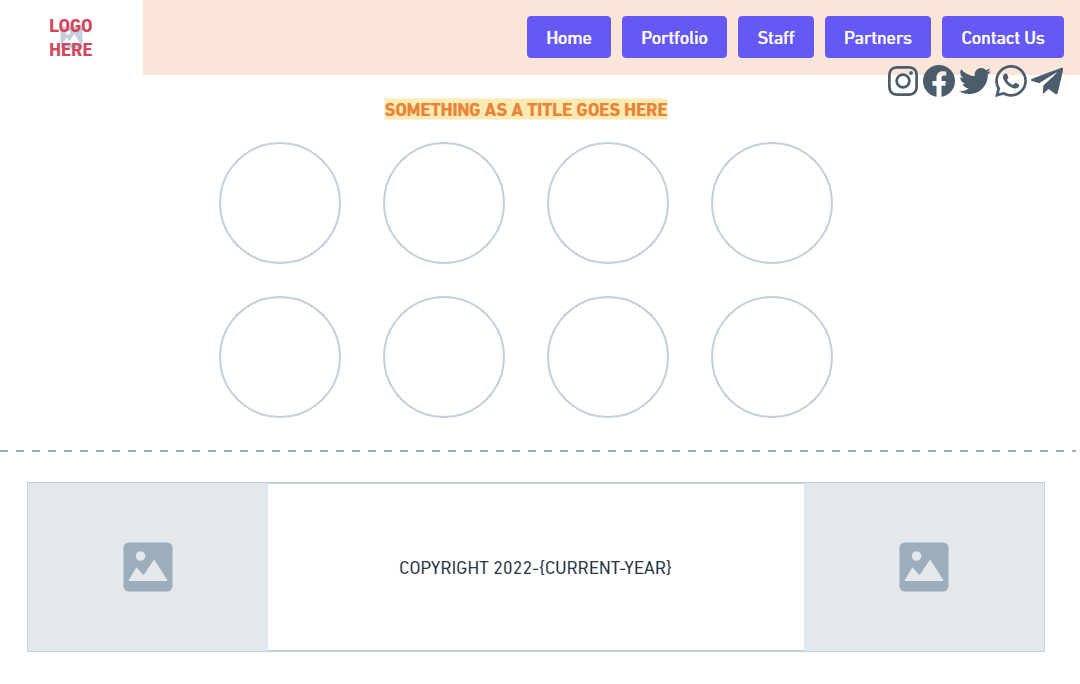 LOGO
HERE
Home
Portfolio
Staff
Partners
Contact Us
SOMETHING AS A TITLE GOES HERE
COPYRIGHT 2022-{CURRENT-YEAR}